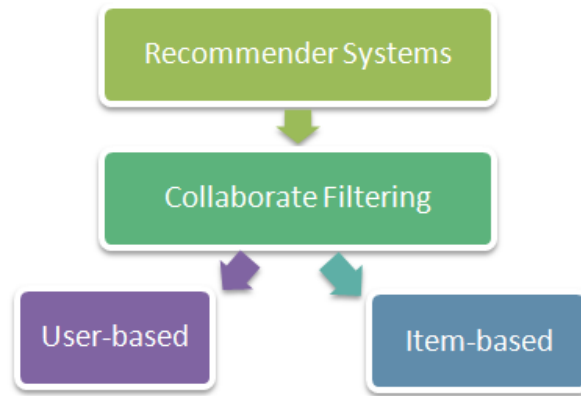 Recommender Systems
Collaborate Filtering
User-based
Item-based